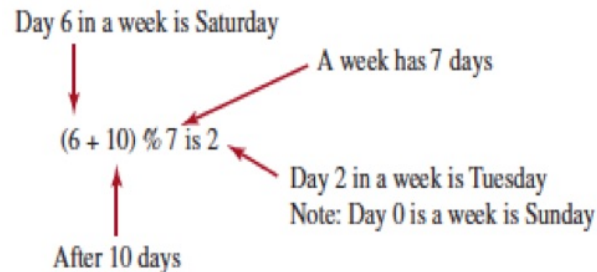 Day 6 in a week is Saturday
A week has 7 days
(6 + 10) % 7 is 2
Day 2 in a week is Tuesday
Note: Day 0 is a week is Sunday
After 10 days